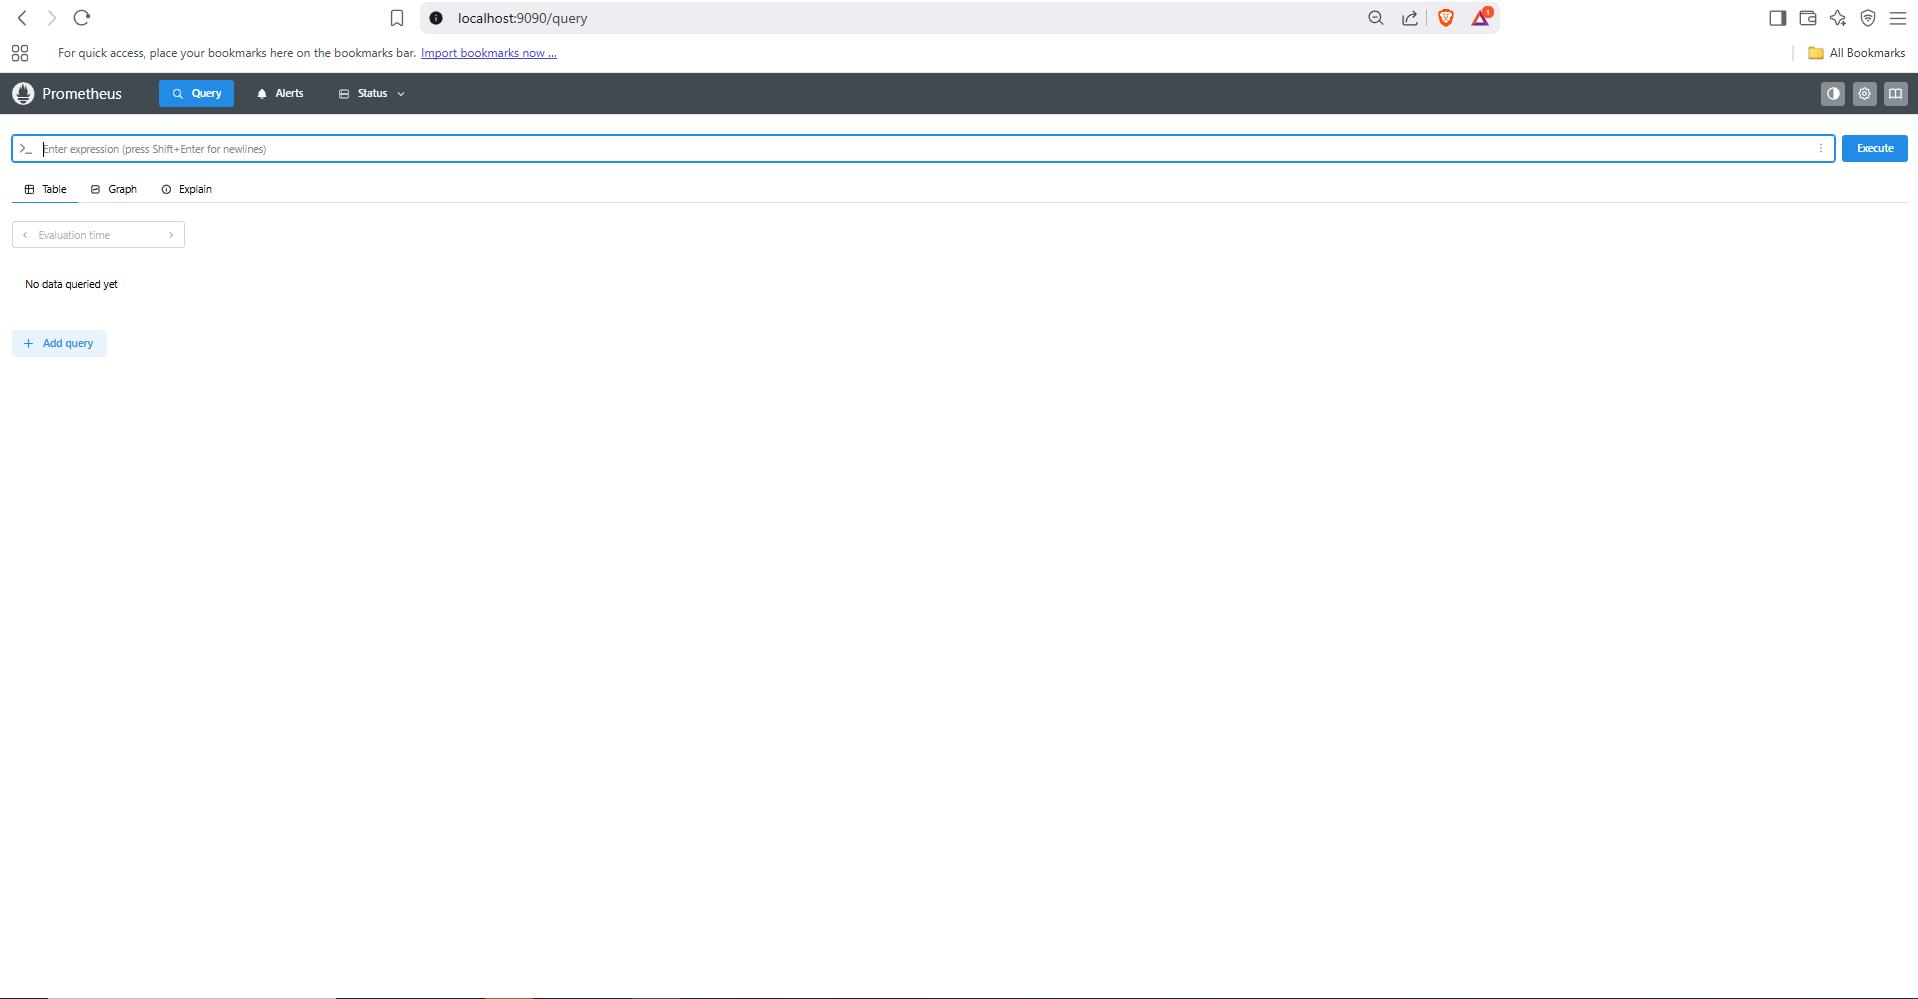 localhost:9090/query
1
For quick access, place your bookmarks here on the bookmarks bar. Import bookmarks now ...
All Bookmarks
Prometheus
Query
Alerts
Status
Enter expression (press Shift+Enter for newlines)
Execute
Table
Graph
Explain
Evaluation time
No data queried yet
Add query